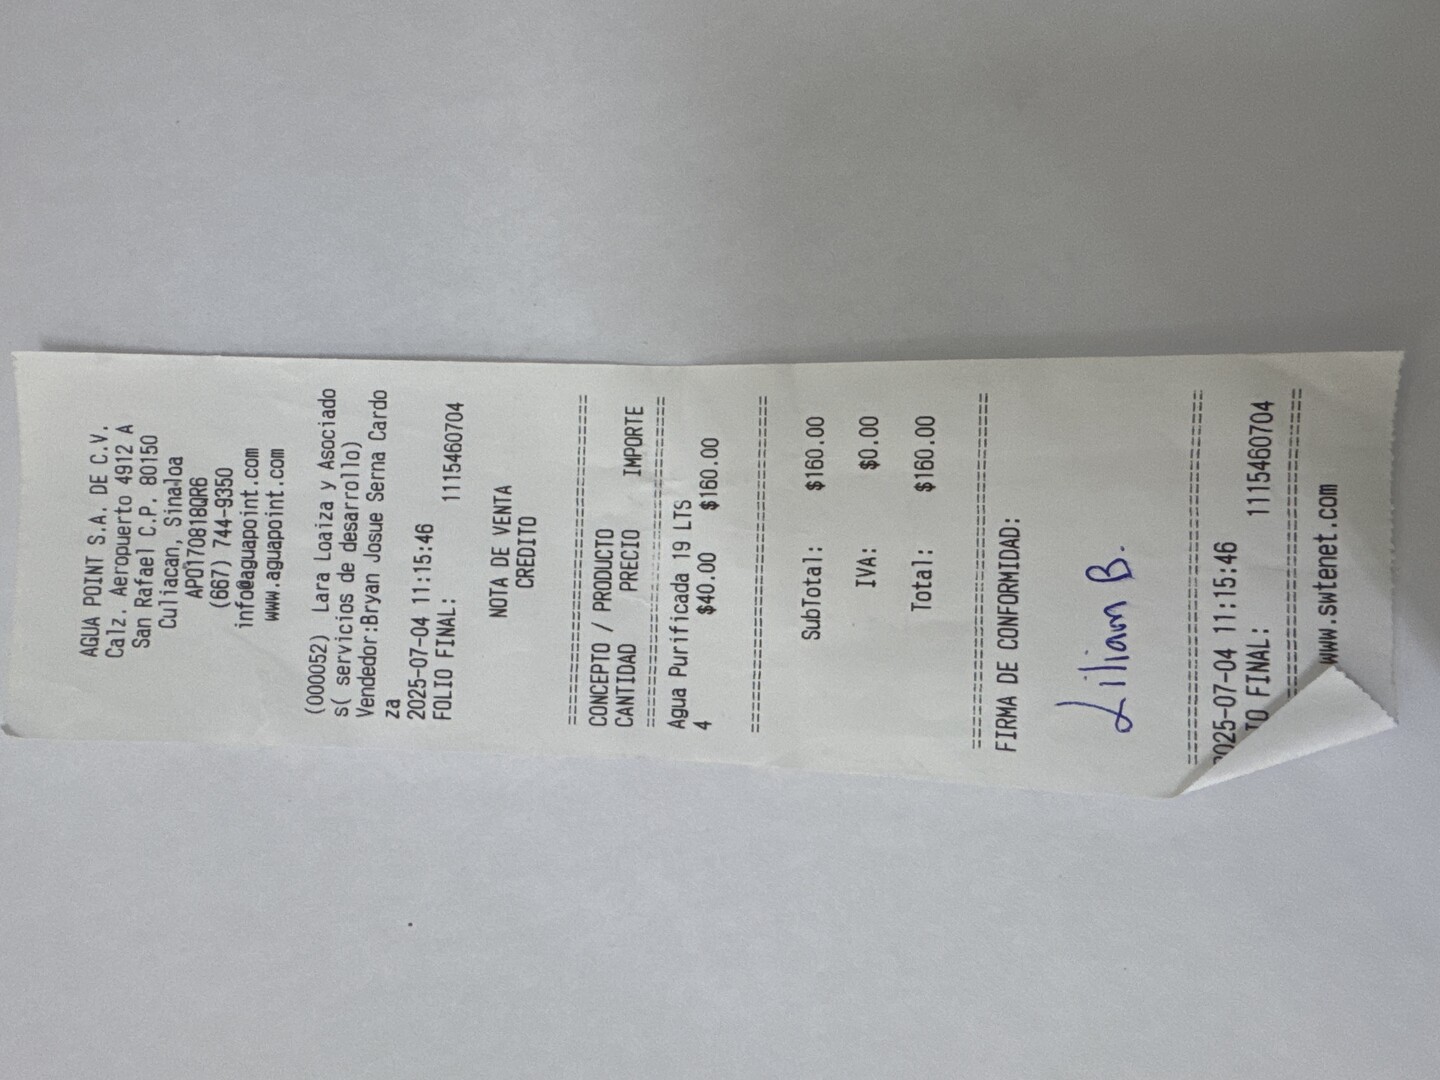 AGUA POINT S.A. DE C.V.
Calz. Aeropuerto 4912 A
San Rafael C.P. 80150
Culiacan, Sinaloa
APO170818QR6
(667) 744-9350
info@aguapoint.com
www.aguapoint.com
(000052) Lara Loaiza y Asociado
s( servicios de desarrollo)
Vendedor:Bryan Josue Serna Cardo
za
2025-07-04 11:15:46
FOLIO FINAL: 1115460704
NOTA DE VENTA
CREDITO
================================
CONCEPTO / PRODUCTO
CANTIDAD PRECIO IMPORTE
================================
Agua Purificada 19 LTS
4 $40.00 $160.00
================================
SubTotal: $160.00
IVA: $0.00
Total: $160.00
================================
FIRMA DE CONFORMIDAD:
Lilian B.
================================
2025-07-04 11:15:46
IO FINAL: 1115460704
================================
www.swtenet.com